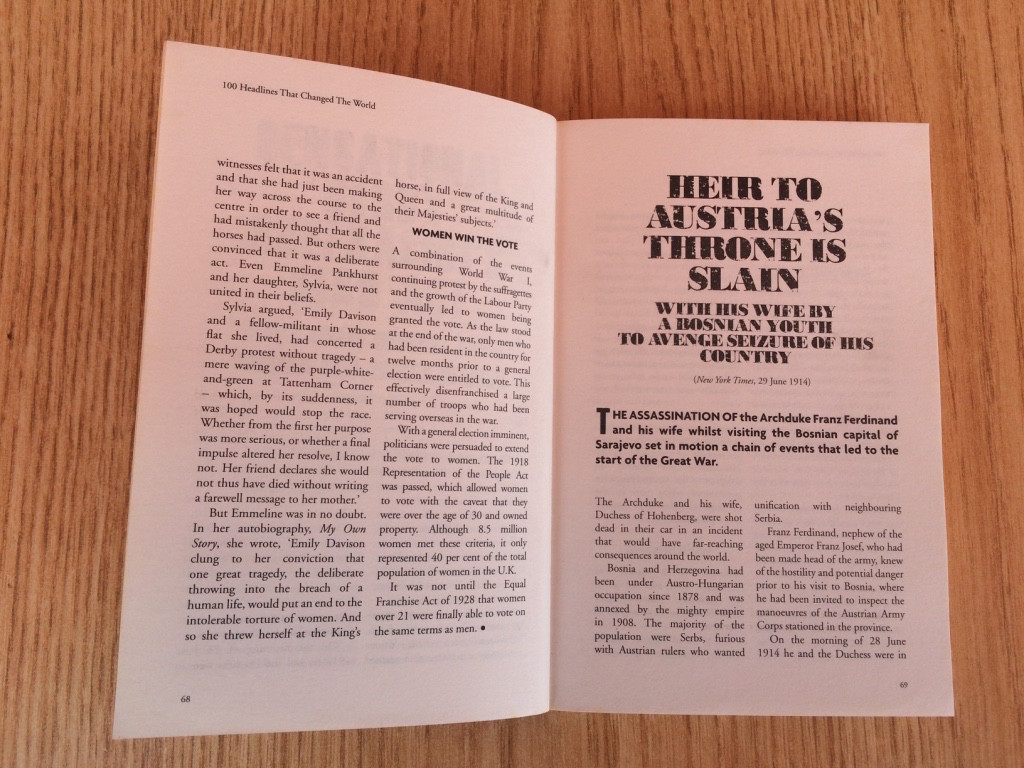 100 Headlines That Changed The World
witnesses felt that it was an accident
and that she had just been making
her way across the course to the
centre in order to see a friend and
had mistakenly thought that all the
horses had passed. But others were
convinced that it was a deliberate
act. Even Emmeline Pankhurst
and her daughter, Sylvia, were not
united in their beliefs.
Sylvia argued, ‘Emily Davison
and a fellow-militant in whose
flat she lived, had concerted a
Derby protest without tragedy – a
mere waving of the purple-white-
and-green at Tattenham Corner
– which, by its suddenness, it
was hoped would stop the race.
Whether from the first her purpose
was more serious, or whether a final
impulse altered her resolve, I know
not. Her friend declares she would
not thus have died without writing
a farewell message to her mother.’
But Emmeline was in no doubt.
In her autobiography, My Own
Story, she wrote, ‘Emily Davison
clung to her conviction that
one great tragedy, the deliberate
throwing into the breach of a
human life, would put an end to the
intolerable torture of women. And
so she threw herself at the King’s
horse, in full view of the King and
Queen and a great multitude of
their Majesties’ subjects.’
WOMEN WIN THE VOTE
A combination of the events
surrounding World War I,
continuing protest by the suffragettes
and the growth of the Labour Party
eventually led to women being
granted the vote. As the law stood
at the end of the war, only men who
had been resident in the country for
twelve months prior to a general
election were entitled to vote. This
effectively disenfranchised a large
number of troops who had been
serving overseas in the war.
With a general election imminent,
politicians were persuaded to extend
the vote to women. The 1918
Representation of the People Act
was passed, which allowed women
to vote with the caveat that they
were over the age of 30 and owned
property. Although 8.5 million
women met these criteria, it only
represented 40 per cent of the total
population of women in the U.K.
It was not until the Equal
Franchise Act of 1928 that women
over 21 were finally able to vote on
the same terms as men. •
68
HEIR TO
AUSTRIA’S
THRONE IS
SLAIN
WITH HIS WIFE BY
A BOSNIAN YOUTH
TO AVENGE SEIZURE OF HIS
COUNTRY
(New York Times, 29 June 1914)
THE ASSASSINATION OF the Archduke Franz Ferdinand
and his wife whilst visiting the Bosnian capital of
Sarajevo set in motion a chain of events that led to the
start of the Great War.
The Archduke and his wife,
Duchess of Hohenberg, were shot
dead in their car in an incident
that would have far-reaching
consequences around the world.
Bosnia and Herzegovina had
been under Austro-Hungarian
occupation since 1878 and was
annexed by the mighty empire
in 1908. The majority of the
population were Serbs, furious
with Austrian rulers who wanted
unification with neighbouring
Serbia.
Franz Ferdinand, nephew of the
aged Emperor Franz Josef, who had
been made head of the army, knew
of the hostility and potential danger
prior to his visit to Bosnia, where
he had been invited to inspect the
manoeuvres of the Austrian Army
Corps stationed in the province.
On the morning of 28 June
1914 he and the Duchess were in
69